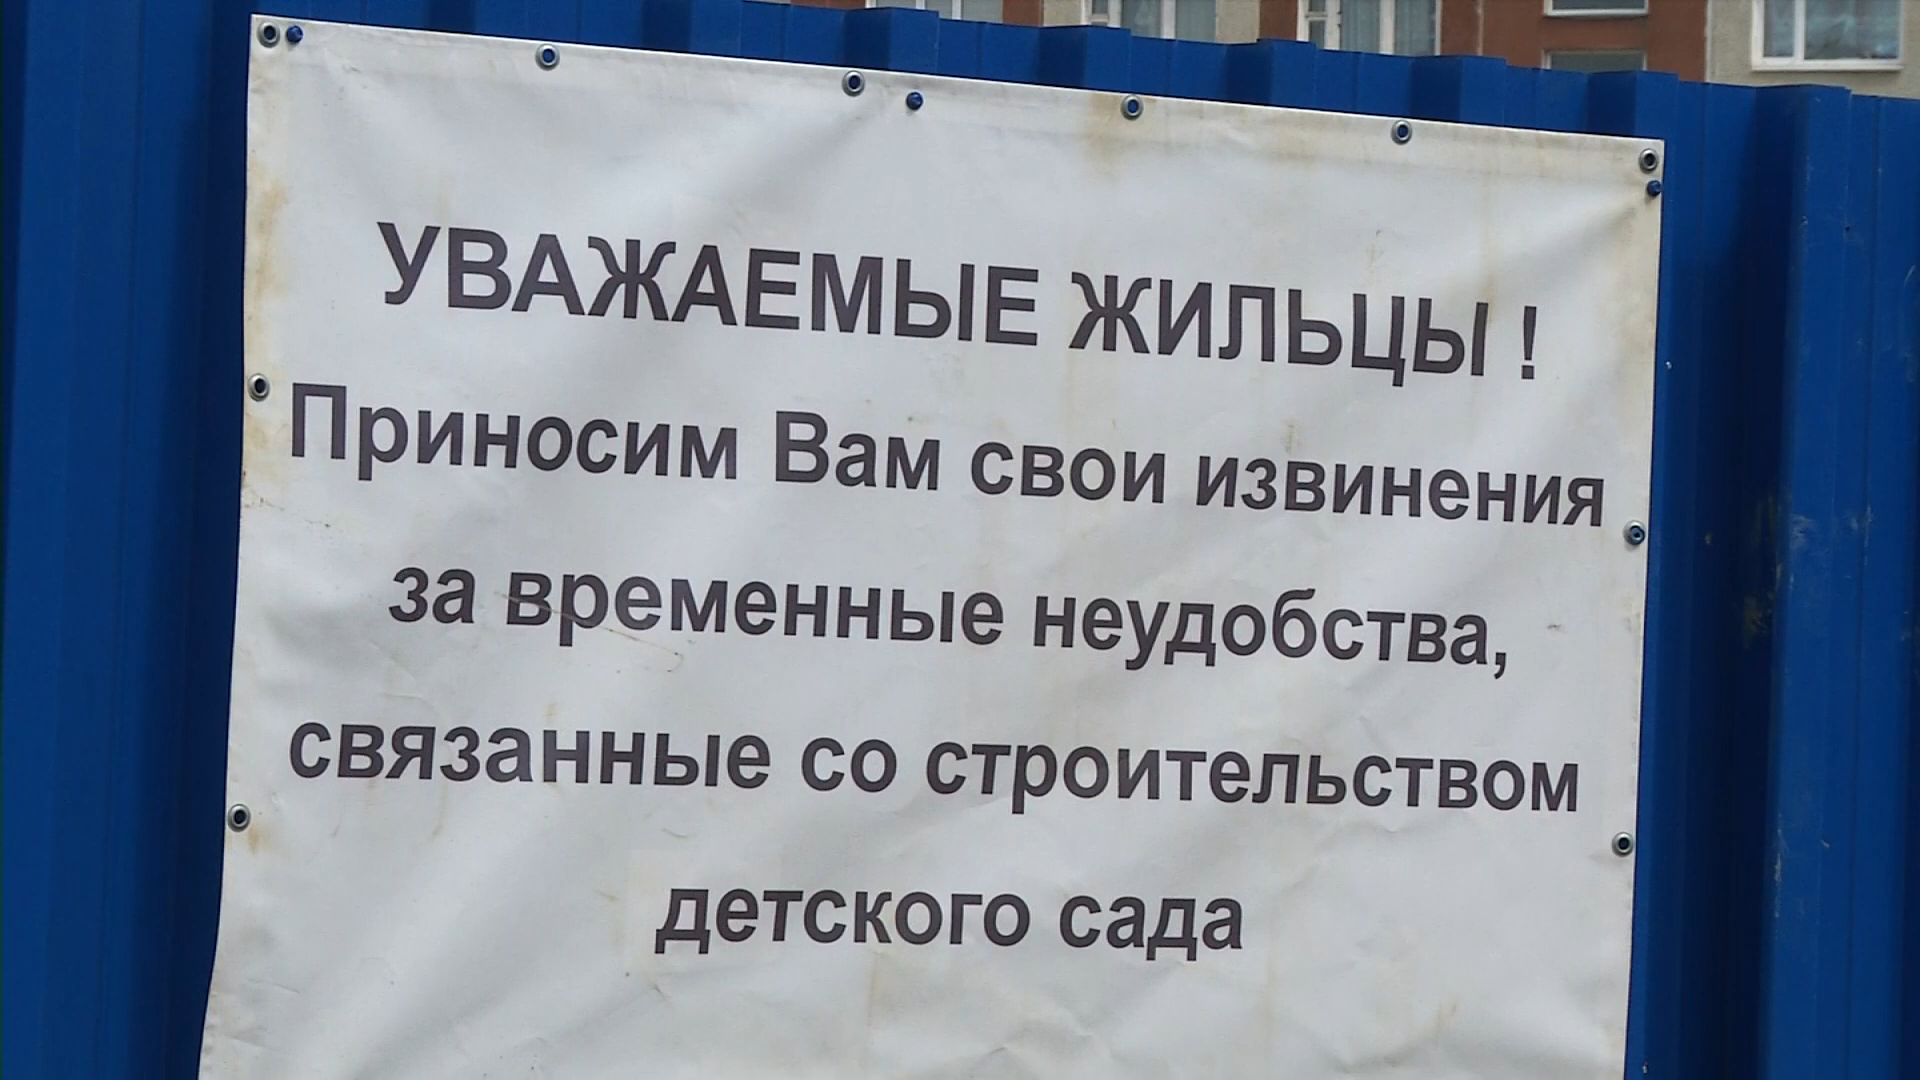 УВАЖАЕМЫЕ ЖИЛЬЦЫ !
Приносим Вам свои извинения
за временные неудобства,
связанные со строительством
детского сада